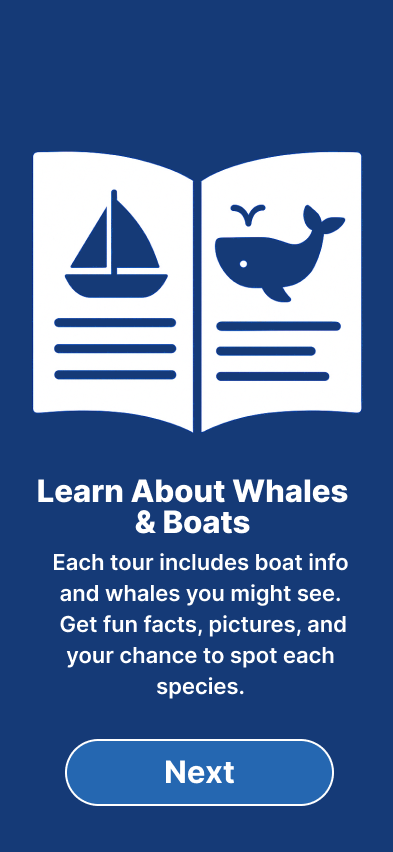 Learn About Whales
& Boats
Each tour includes boat info
and whales you might see.
Get fun facts, pictures, and
your chance to spot each
species.
Next